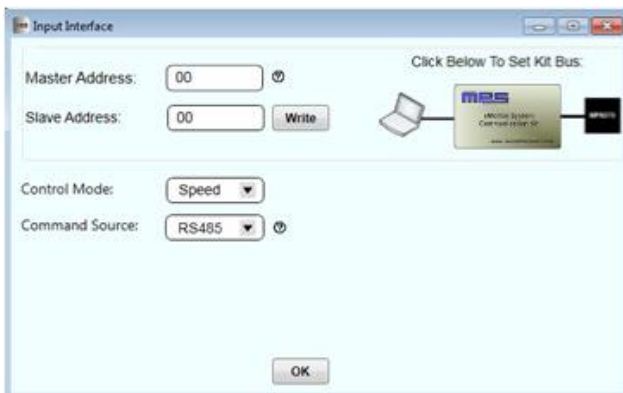 Input Interface
Master Address: 00
Click Below To Set Kit Bus:
Slave Address: 00 Write
mps
Control Mode: Speed
Command Source: RS485
OK